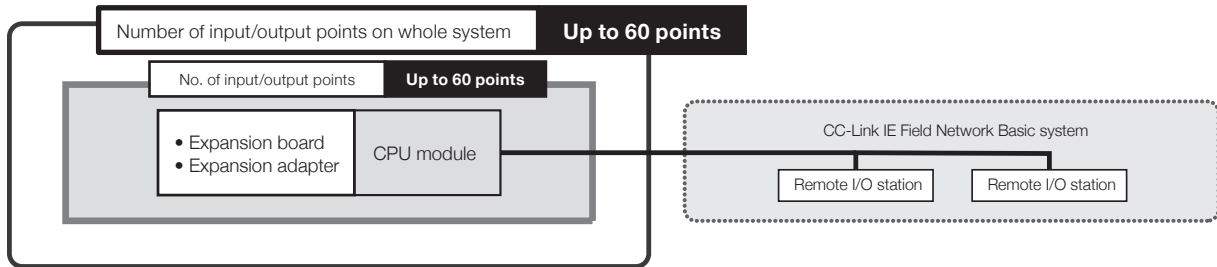 Number of input/output points on whole system Up to 60 points
No. of input/output points Up to 60 points
• Expansion board
• Expansion adapter
CPU module
CC-Link IE Field Network Basic system
Remote I/O station Remote I/O station